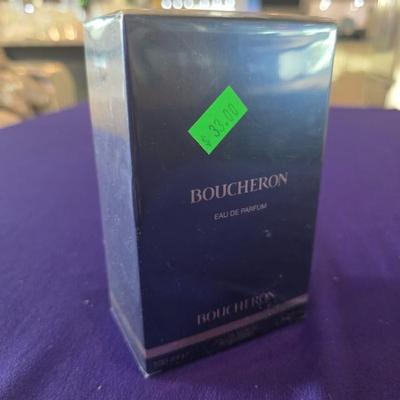 $ 33.00
BOUCHERON
EAU DE PARFUM
BOUCHERON